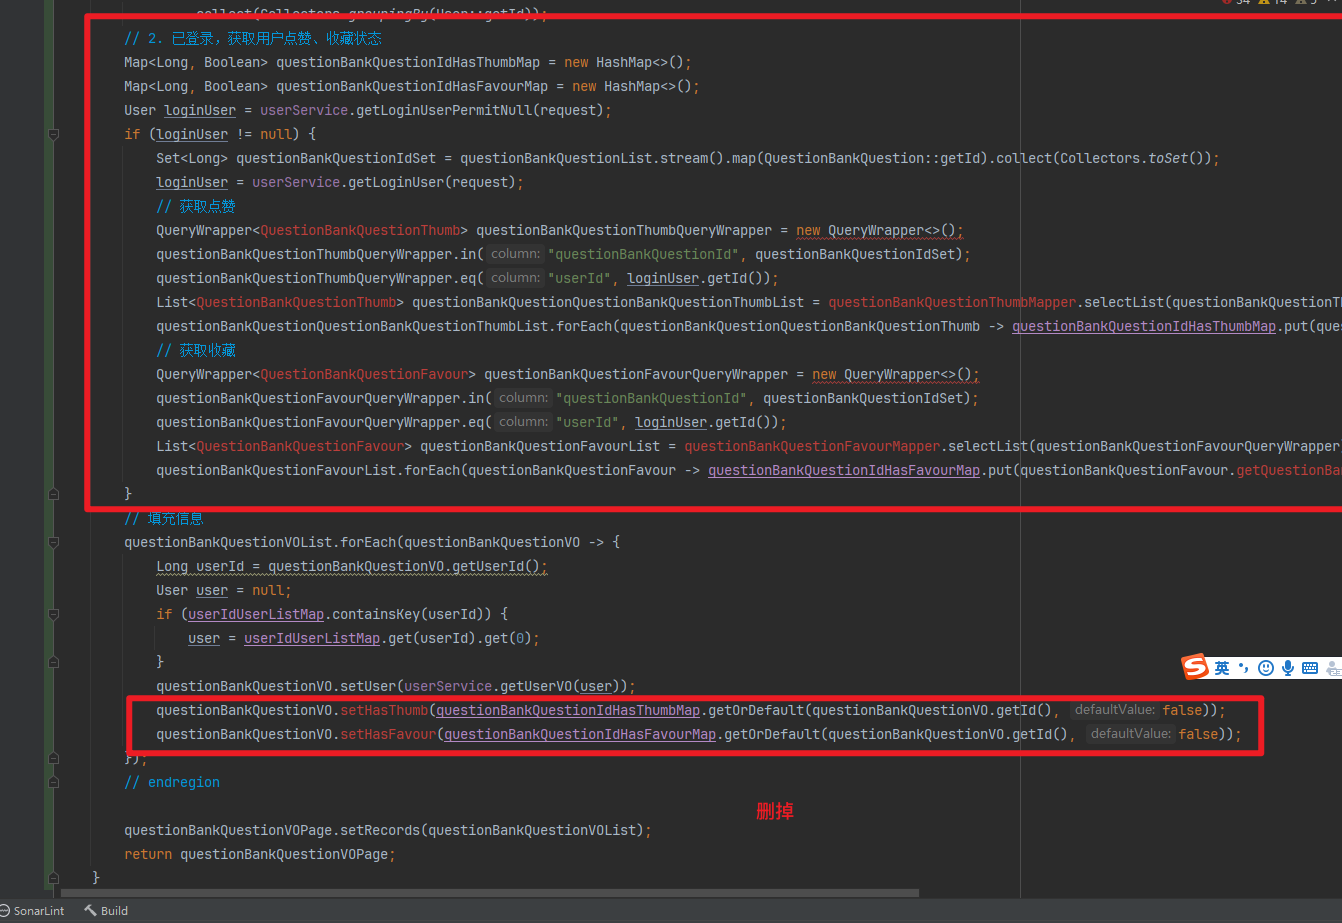 .collect(Collectors.groupingBy(User::getId));
34 14 5
// 2. 已登录，获取用户点赞、收藏状态
Map<Long, Boolean> questionBankQuestionIdHasThumbMap = new HashMap<>();
Map<Long, Boolean> questionBankQuestionIdHasFavourMap = new HashMap<>();
User loginUser = userService.getLoginUserPermitNull(request);
if (loginUser != null) {
Set<Long> questionBankQuestionIdSet = questionBankQuestionList.stream().map(QuestionBankQuestion::getId).collect(Collectors.toSet());
loginUser = userService.getLoginUser(request);
// 获取点赞
QueryWrapper<QuestionBankQuestionThumb> questionBankQuestionThumbQueryWrapper = new QueryWrapper<>();
questionBankQuestionThumbQueryWrapper.in( column: "questionBankQuestionId", questionBankQuestionIdSet);
questionBankQuestionThumbQueryWrapper.eq( column: "userId", loginUser.getId());
List<QuestionBankQuestionThumb> questionBankQuestionQuestionBankQuestionThumbList = questionBankQuestionThumbMapper.selectList(questionBankQuestionTh
questionBankQuestionQuestionBankQuestionThumbList.forEach(questionBankQuestionQuestionBankQuestionThumb -> questionBankQuestionIdHasThumbMap.put(ques
// 获取收藏
QueryWrapper<QuestionBankQuestionFavour> questionBankQuestionFavourQueryWrapper = new QueryWrapper<>();
questionBankQuestionFavourQueryWrapper.in( column: "questionBankQuestionId", questionBankQuestionIdSet);
questionBankQuestionFavourQueryWrapper.eq( column: "userId", loginUser.getId());
List<QuestionBankQuestionFavour> questionBankQuestionFavourList = questionBankQuestionFavourMapper.selectList(questionBankQuestionFavourQueryWrapper
questionBankQuestionFavourList.forEach(questionBankQuestionFavour -> questionBankQuestionIdHasFavourMap.put(questionBankQuestionFavour.getQuestionBan
}
// 填充信息
questionBankQuestionVOList.forEach(questionBankQuestionVO -> {
Long userId = questionBankQuestionVO.getUserId();
User user = null;
if (userIdUserListMap.containsKey(userId)) {
user = userIdUserListMap.get(userId).get(0);
}
英
questionBankQuestionVO.setUser(userService.getUserVO(user));
questionBankQuestionVO.setHasThumb(questionBankQuestionIdHasThumbMap.getOrDefault(questionBankQuestionVO.getId(), defaultValue: false));
questionBankQuestionVO.setHasFavour(questionBankQuestionIdHasFavourMap.getOrDefault(questionBankQuestionVO.getId(), defaultValue: false));
});
// endregion
删掉
questionBankQuestionVOPage.setRecords(questionBankQuestionVOList);
return questionBankQuestionVOPage;
}
SonarLint Build